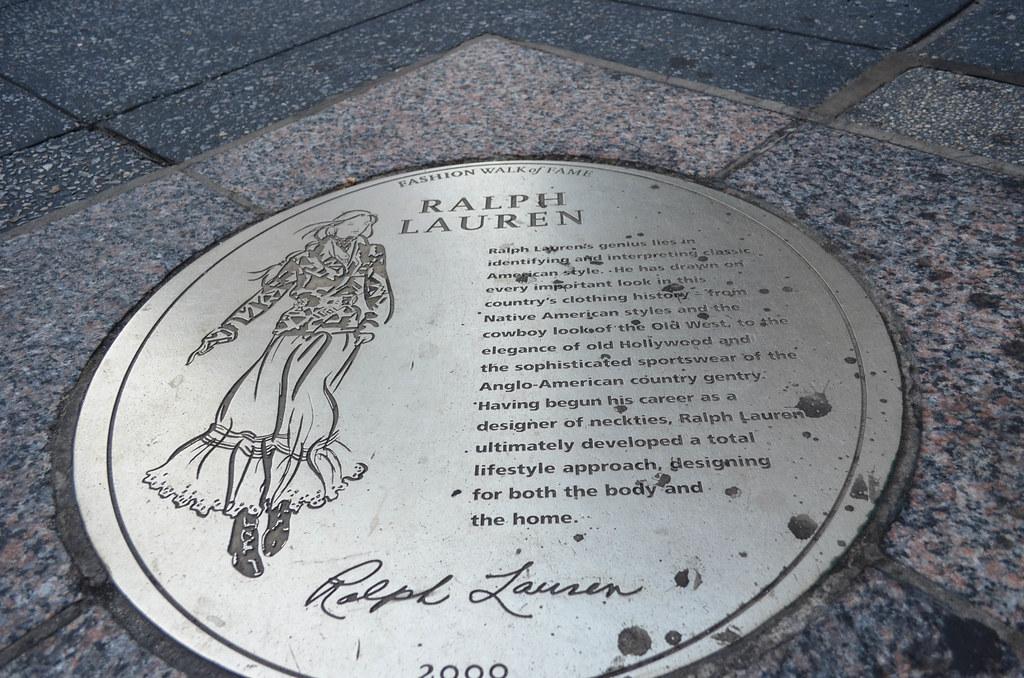 FASHION WALK of FAME
RALPH
LAUREN
Ralph Lauren's genius lies in
identifying and interpreting classic
American style. He has drawn on
every important look in this
country's clothing history - from
Native American styles and the
cowboy look of the Old West, to the
elegance of old Hollywood and
the sophisticated sportswear of the
Anglo-American country gentry.
Having begun his career as a
designer of neckties, Ralph Lauren
ultimately developed a total
lifestyle approach, designing
for both the body and
the home.
Ralph Lauren
2000